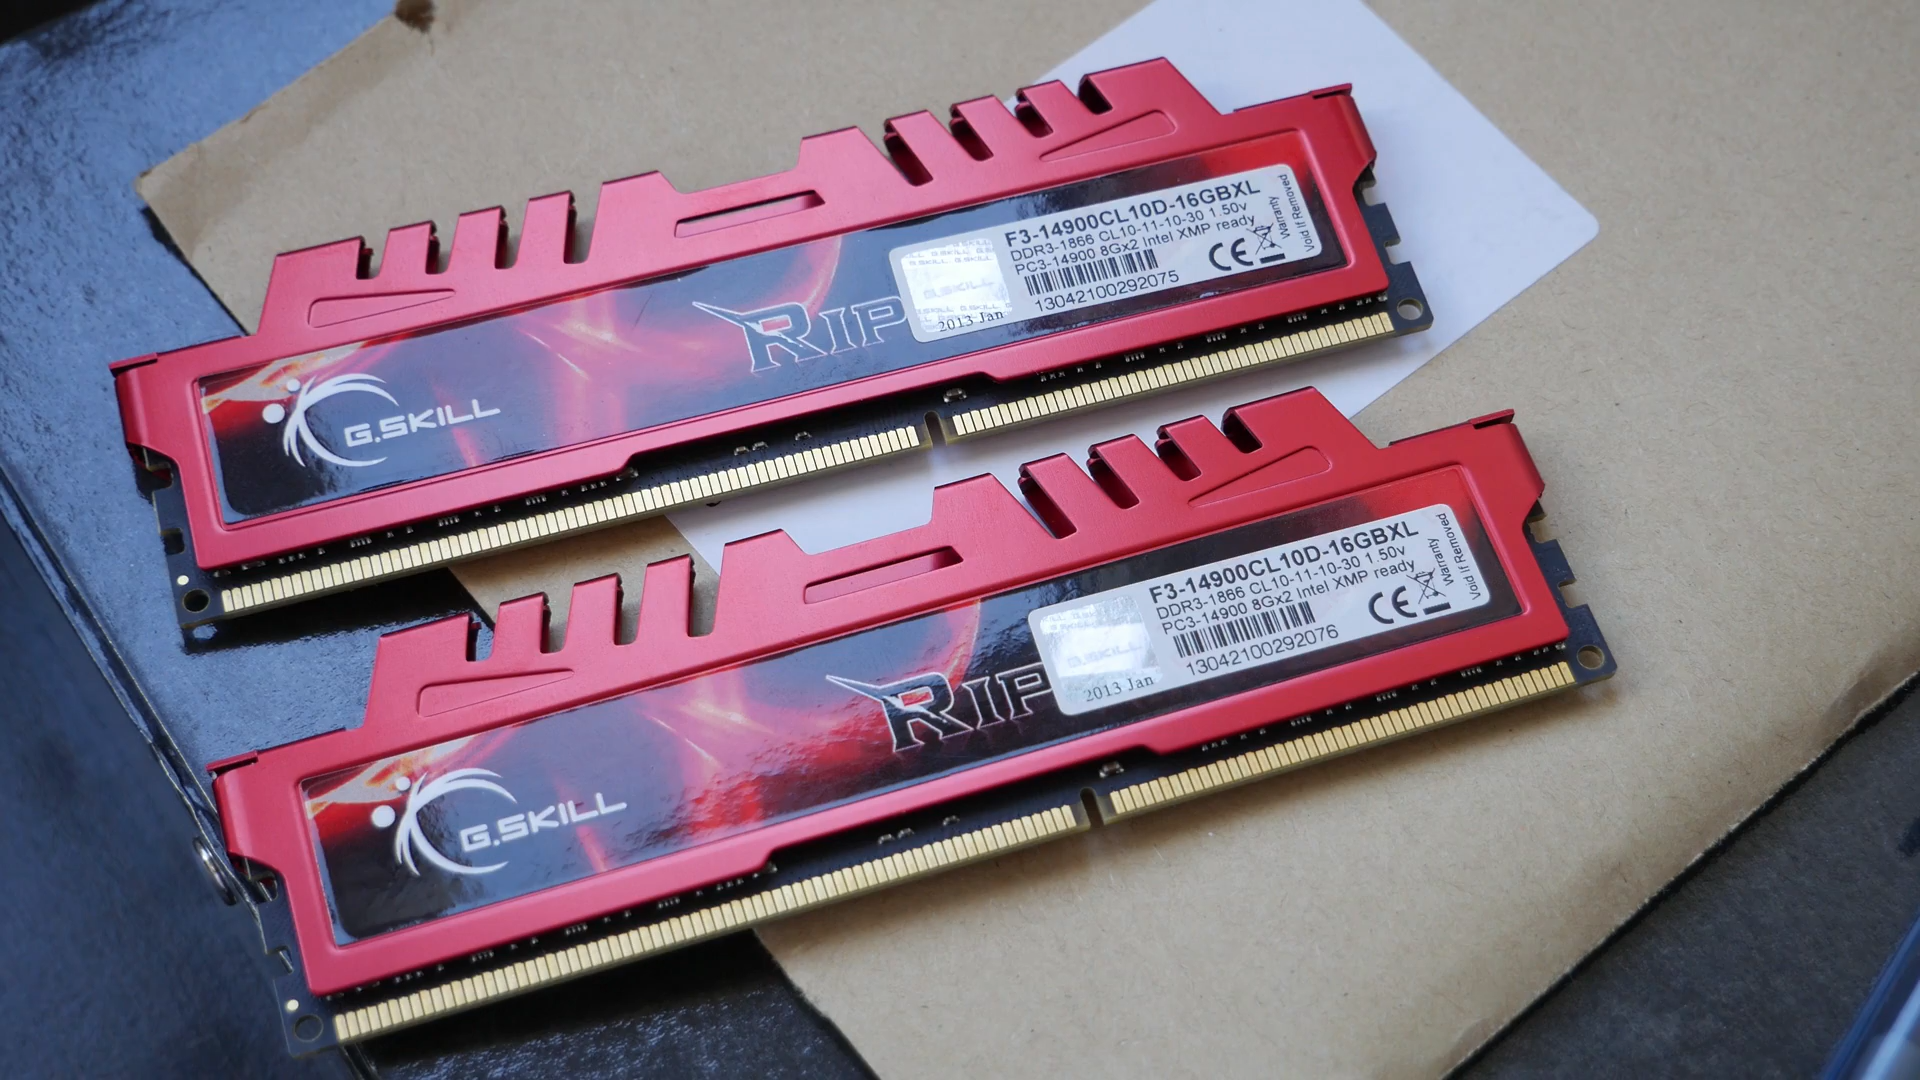 F3-14900CL10D-16GBXL
DDR3-1866 CL10-11-10-30 1.50v
PC3-14900 8Gx2 Intel XMP ready
13042100292075
CE
Warranty
Void If Removed
G.SKILL
2013 Jan
RIP
G.SKILL
F3-14900CL10D-16GBXL
DDR3-1866 CL10-11-10-30 1.50v
PC3-14900 8Gx2 Intel XMP ready
13042100292076
CE
Warranty
Void If Removed
G.SKILL
2013 Jan
RIP
G.SKILL